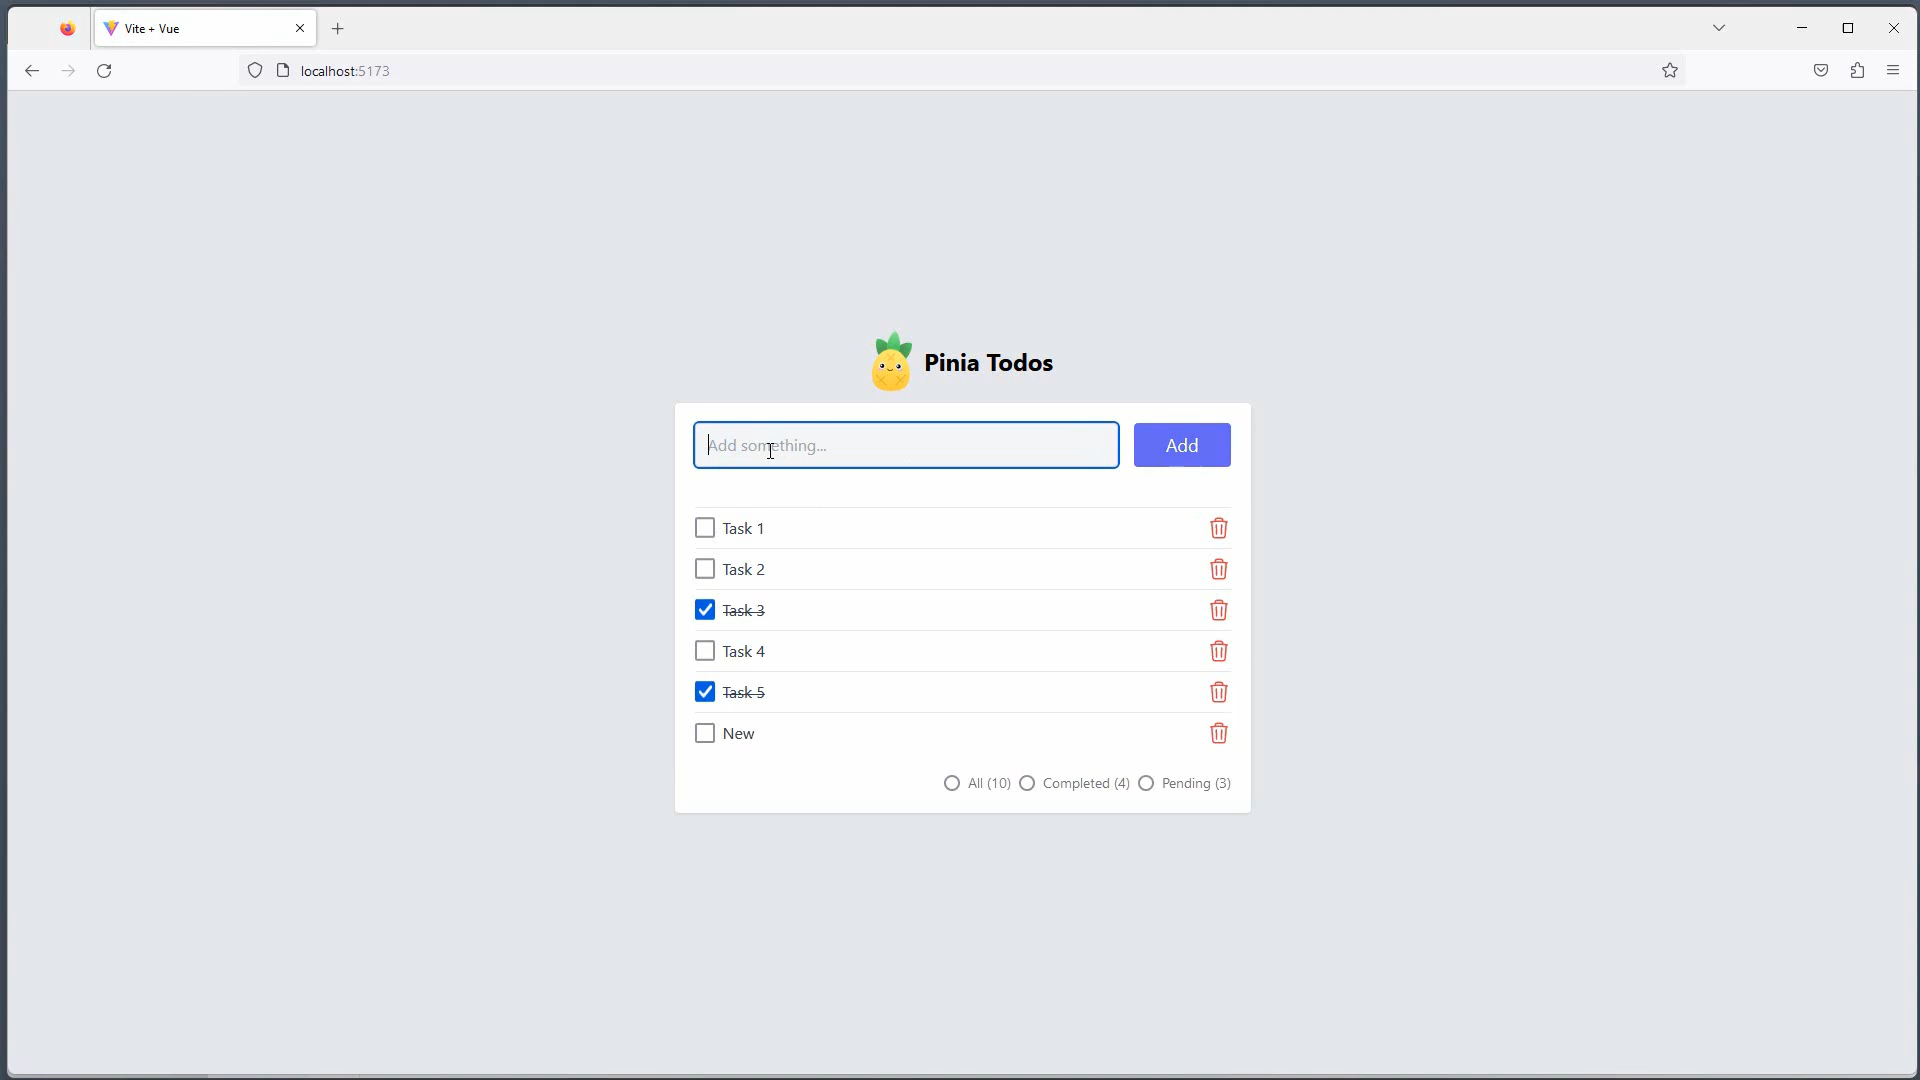 Vite + Vue
localhost:5173
Pinia Todos
Add something...
Add
Task 1
Task 2
Task 3
Task 4
Task 5
New
All (10) Completed (4) Pending (3)